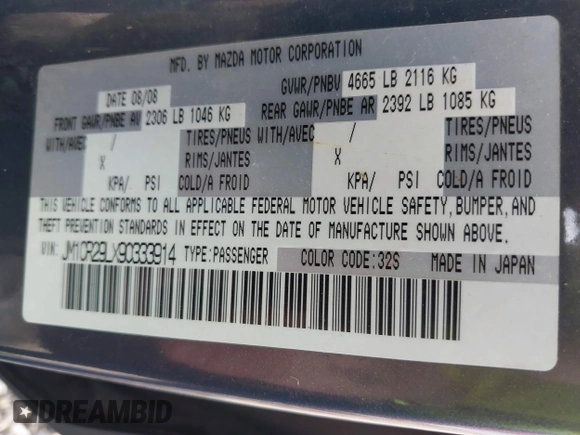 MFD. BY MAZDA MOTOR CORPORATION
DATE 08/08 GVWR/PNBV 4665 LB 2116 KG
FRONT GAWR/PNBE AV 2306 LB 1046 KG REAR GAWR/PNBE AR 2392 LB 1085 KG
WITH/AVEC / TIRES/PNEUS WITH/AVEC / TIRES/PNEUS
X RIMS/JANTES X RIMS/JANTES
KPA/ PSI COLD/A FROID KPA/ PSI COLD/A FROID
THIS VEHICLE CONFORMS TO ALL APPLICABLE FEDERAL MOTOR VEHICLE SAFETY,BUMPER,AND
THEFT PREVENTION STANDARDS IN EFFECT ON THE DATE OF MANUFACTURE SHOWN ABOVE.
VIN: JM1CR29LX90333914 TYPE:PASSENGER COLOR CODE:32S MADE IN JAPAN
DREAMBID